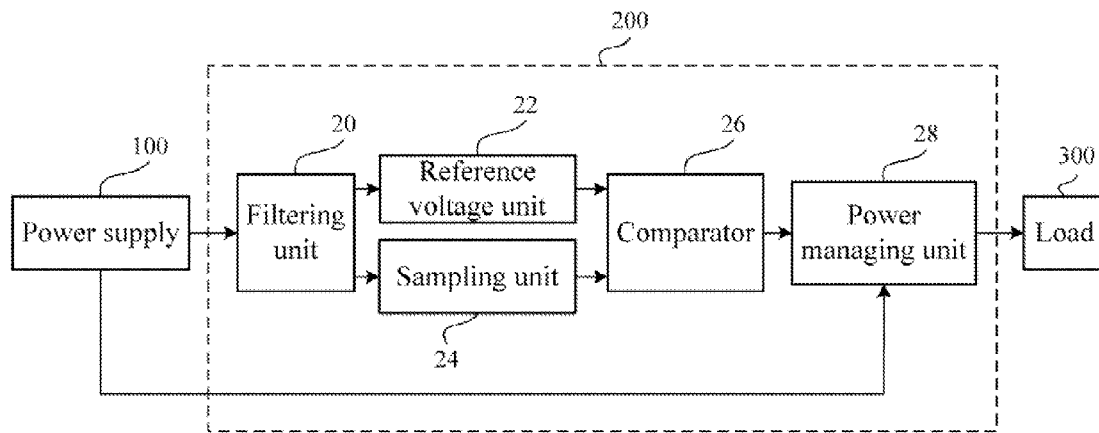 200
20
22
26
28
100
300
Power supply
Filtering
unit
Reference
voltage unit
Sampling unit
Comparator
Power
managing unit
Load
24